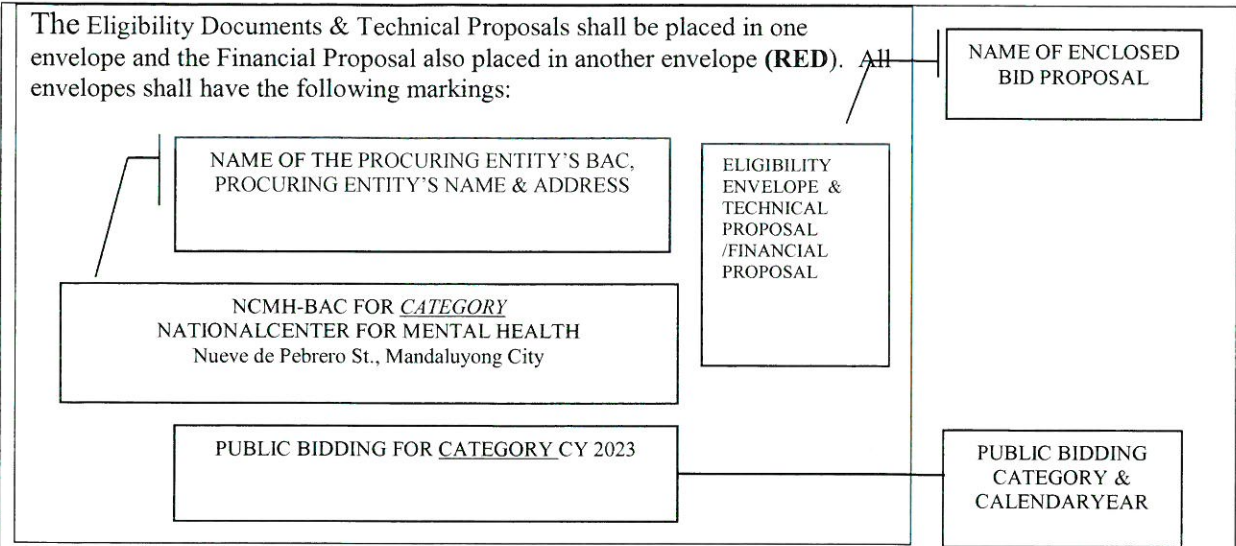 The Eligibility Documents & Technical Proposals shall be placed in one
envelope and the Financial Proposal also placed in another envelope (RED). All
envelopes shall have the following markings:
NAME OF ENCLOSED
BID PROPOSAL
NAME OF THE PROCURING ENTITY'S BAC,
PROCURING ENTITY'S NAME & ADDRESS
ELIGIBILITY
ENVELOPE &
TECHNICAL
PROPOSAL
/FINANCIAL
PROPOSAL
NCMH-BAC FOR CATEGORY
NATIONALCENTER FOR MENTAL HEALTH
Nueve de Pebrero St., Mandaluyong City
PUBLIC BIDDING FOR CATEGORY CY 2023
PUBLIC BIDDING
CATEGORY &
CALENDARYEAR